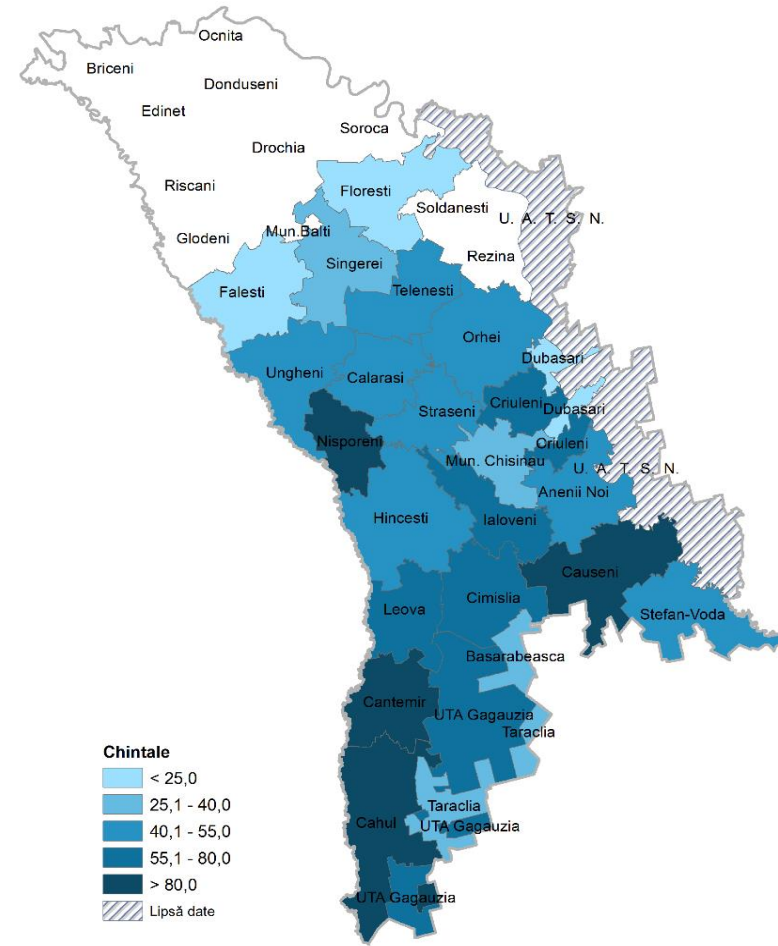 Ocnita
Briceni
Donduseni
Edinet
Soroca
Drochia
Riscani
Floresti
Soldanesti
U. A. T. S. N.
Glodeni
Mun.Balti
Rezina
Singerei
Falesti
Telenesti
Orhei
Dubasari
Ungheni
Calarasi
Criuleni
Straseni
Dubasari
Nisporeni
Criuleni
Mun. Chisinau
U. A. T. S. N.
Anenii Noi
Hincesti
Ialoveni
Causeni
Cimislia
Leova
Stefan-Voda
Basarabeasca
Cantemir
UTA Gagauzia
Taraclia
Taraclia
Cahul
UTA Gagauzia
UTA Gagauzia
Chintale
< 25,0
25,1 - 40,0
40,1 - 55,0
55,1 - 80,0
> 80,0
Lipsă date